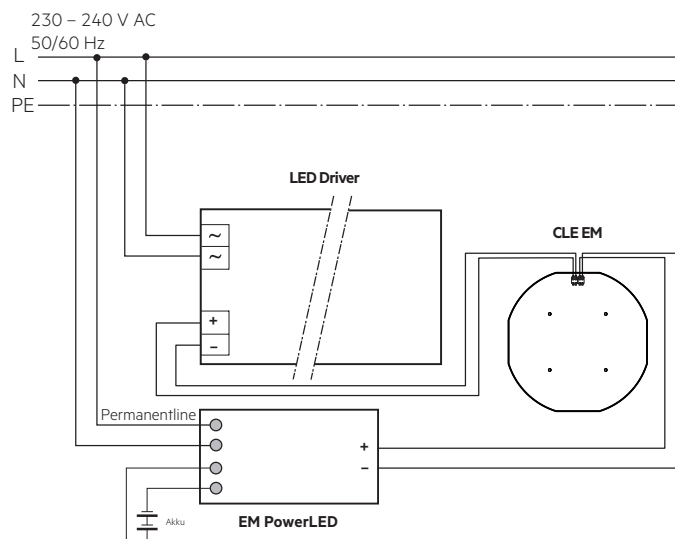 230 – 240 V AC
50/60 Hz
L
N
PE
LED Driver
~
~
CLE EM
+
–
Permanentline
+
–
Akku
EM PowerLED